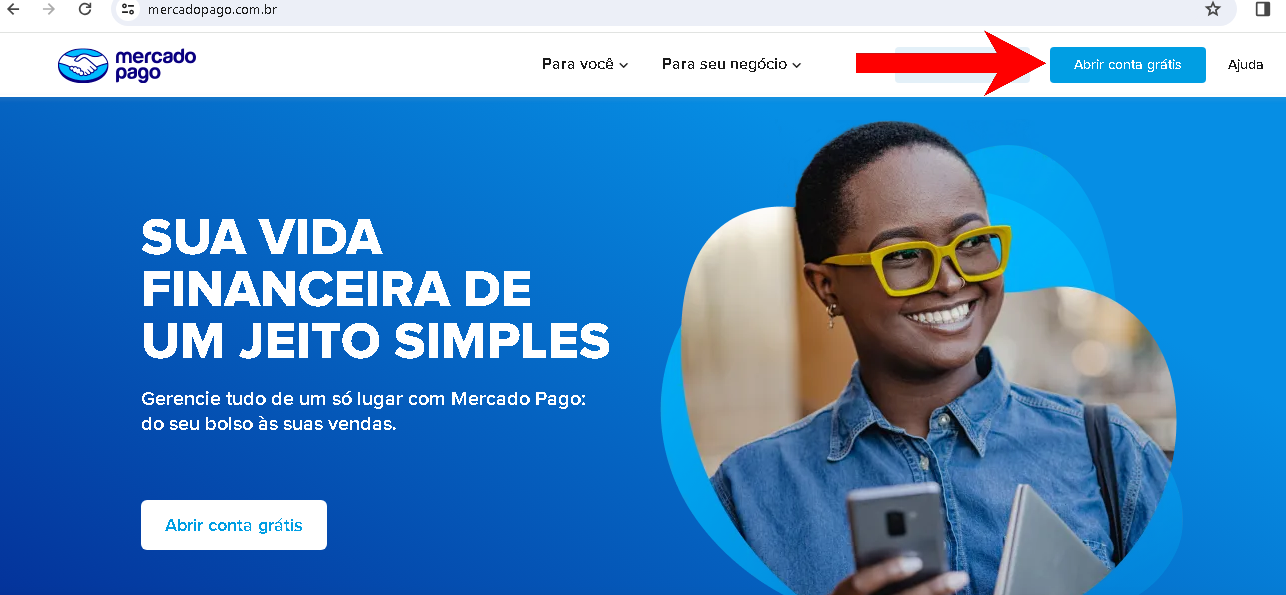 mercadopago.com.br
mercado
pago
Para você
Para seu negócio
Abrir conta grátis
Ajuda
SUA VIDA
FINANCEIRA DE
UM JEITO SIMPLES
Gerencie tudo de um só lugar com Mercado Pago:
do seu bolso às suas vendas.
Abrir conta grátis